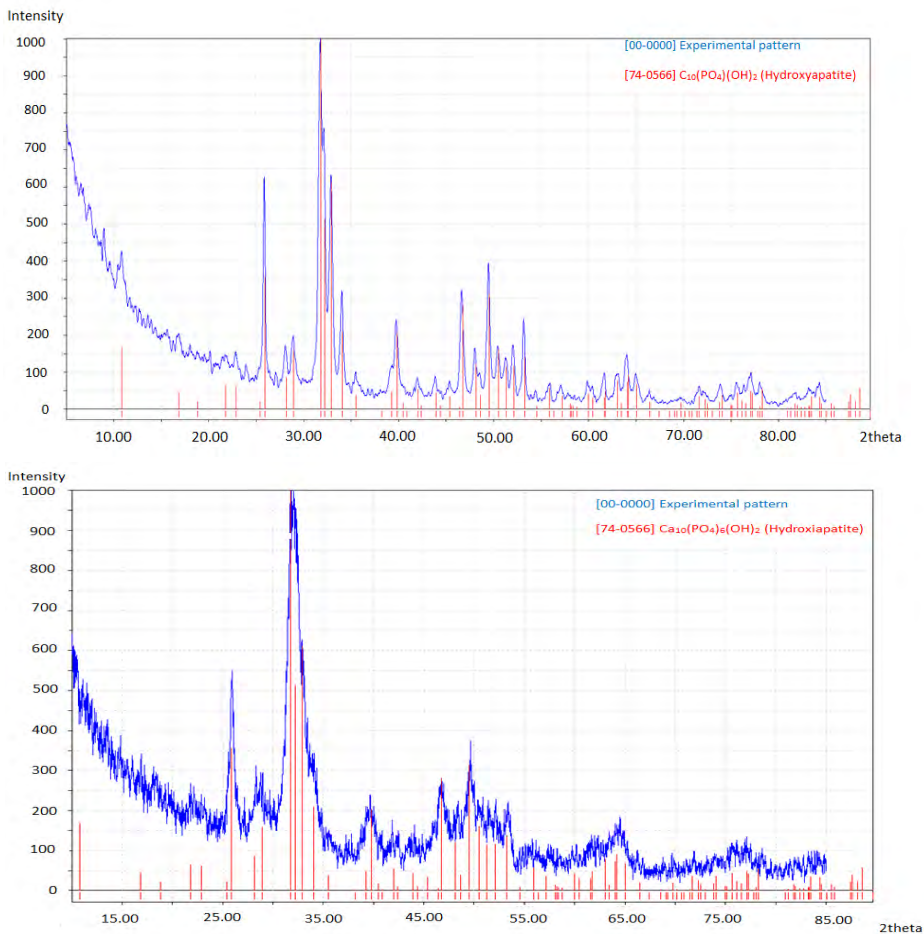 Intensity
1000
[00-0000] Experimental pattern
900
[74-0566] C₁₀(PO₄)(OH)₂ (Hydroxyapatite)
800
700
600
500
400
300
200
100
0
10.00 20.00 30.00 40.00 50.00 60.00 70.00 80.00 2theta
Intensity
1000
[00-0000] Experimental pattern
900
[74-0566] Ca₁₀(PO₄)₆(OH)₂ (Hydroxiapatite)
800
700
600
500
400
300
200
100
0
15.00 25.00 35.00 45.00 55.00 65.00 75.00 85.00
2theta